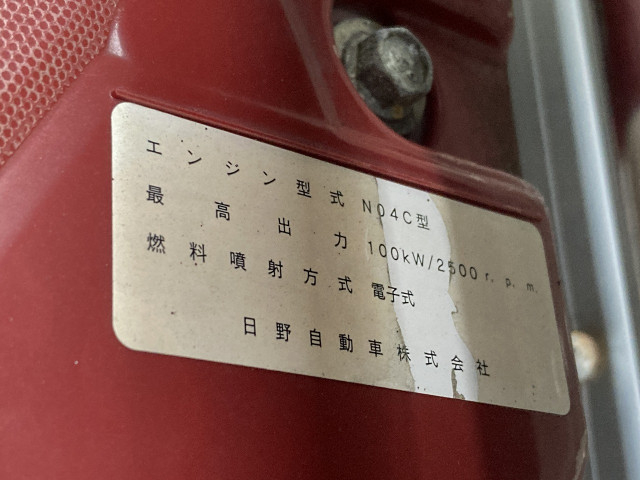 エンジン型式 N04C型
最高出力 100kW/2500r.p.m.
燃料噴射方式 電子式
日野自動車株式会社